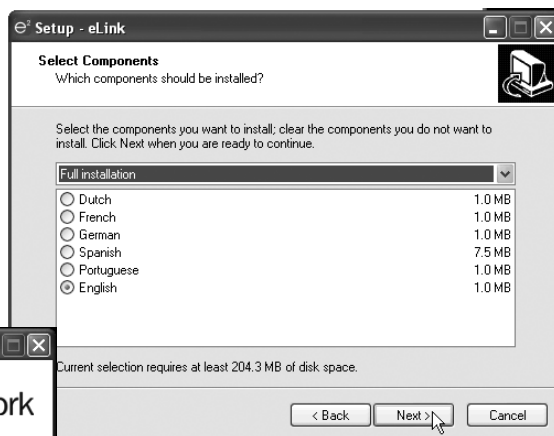 e² Setup - eLink
Select Components
Which components should be installed?
Select the components you want to install; clear the components you do not want to
install. Click Next when you are ready to continue.
Full installation
Dutch 1.0 MB
French 1.0 MB
German 1.0 MB
Spanish 7.5 MB
Portuguese 1.0 MB
English 1.0 MB
Current selection requires at least 204.3 MB of disk space.
< Back Next > Cancel